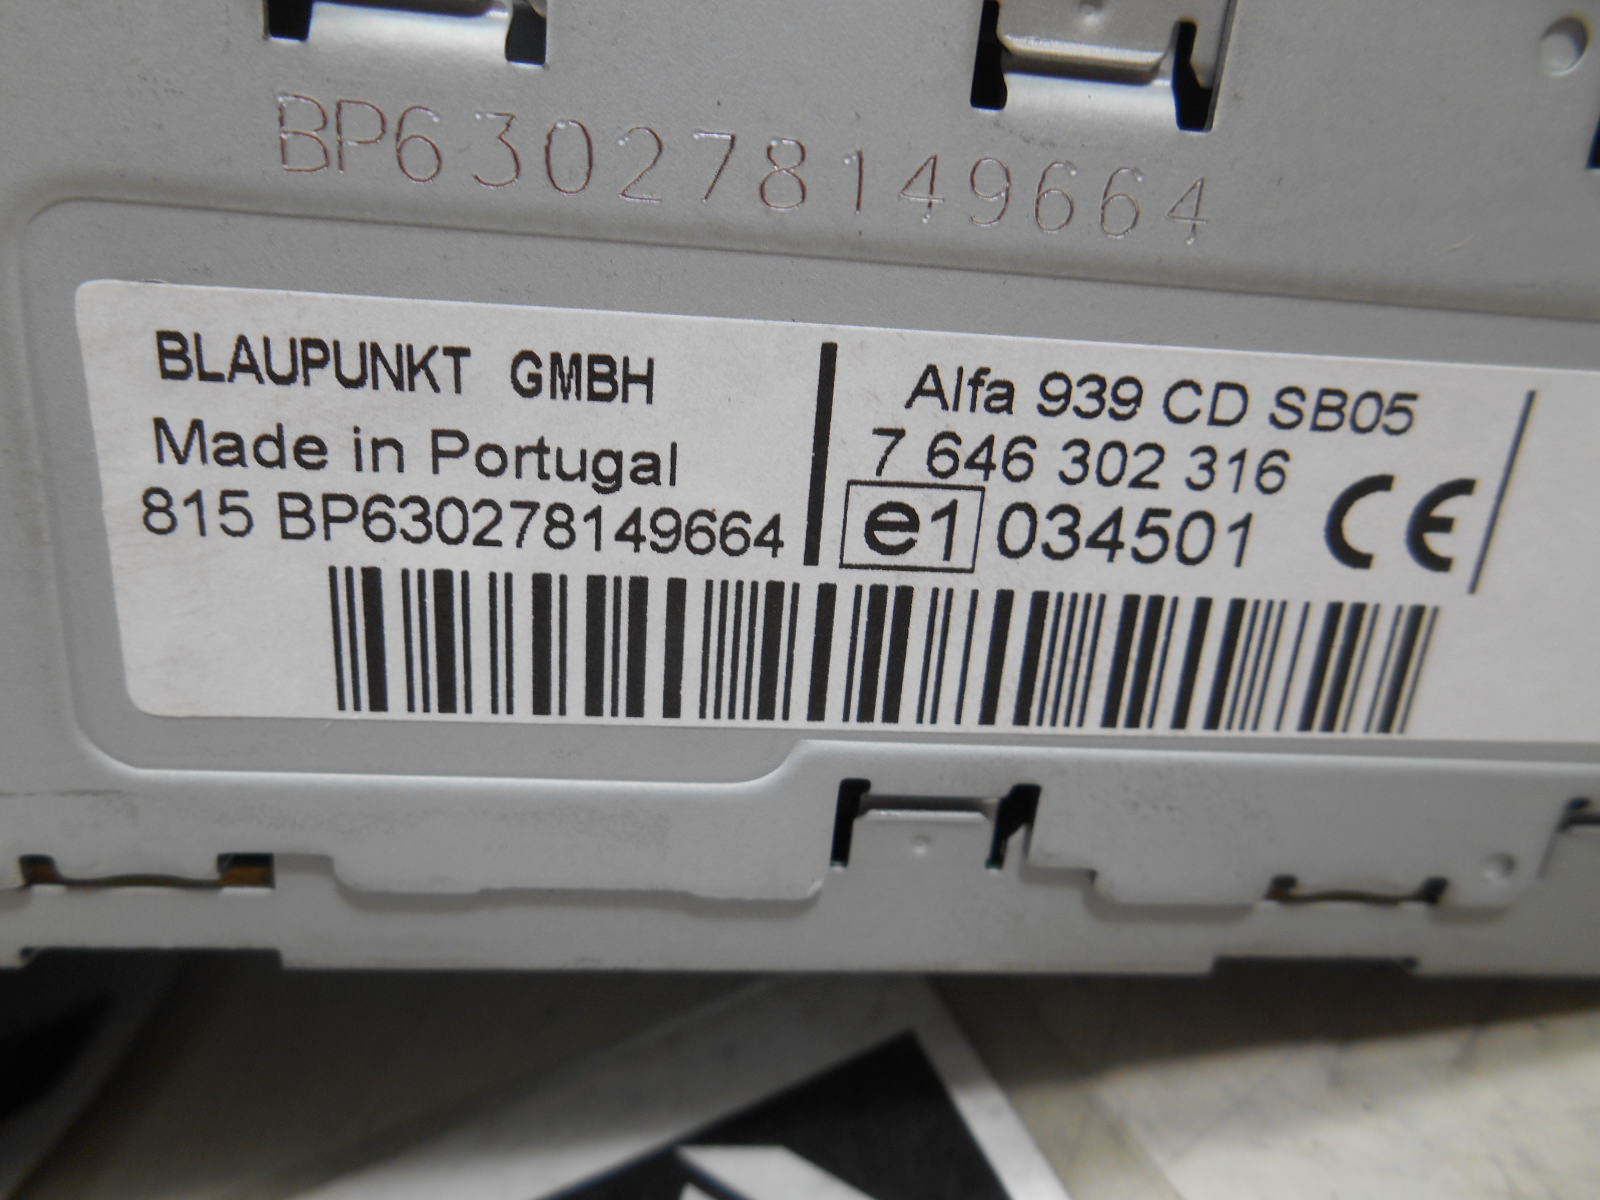 BP630278149664
BLAUPUNKT GMBH
Made in Portugal
815 BP630278149664
Alfa 939 CD SB05
7 646 302 316
e1 034501 CE